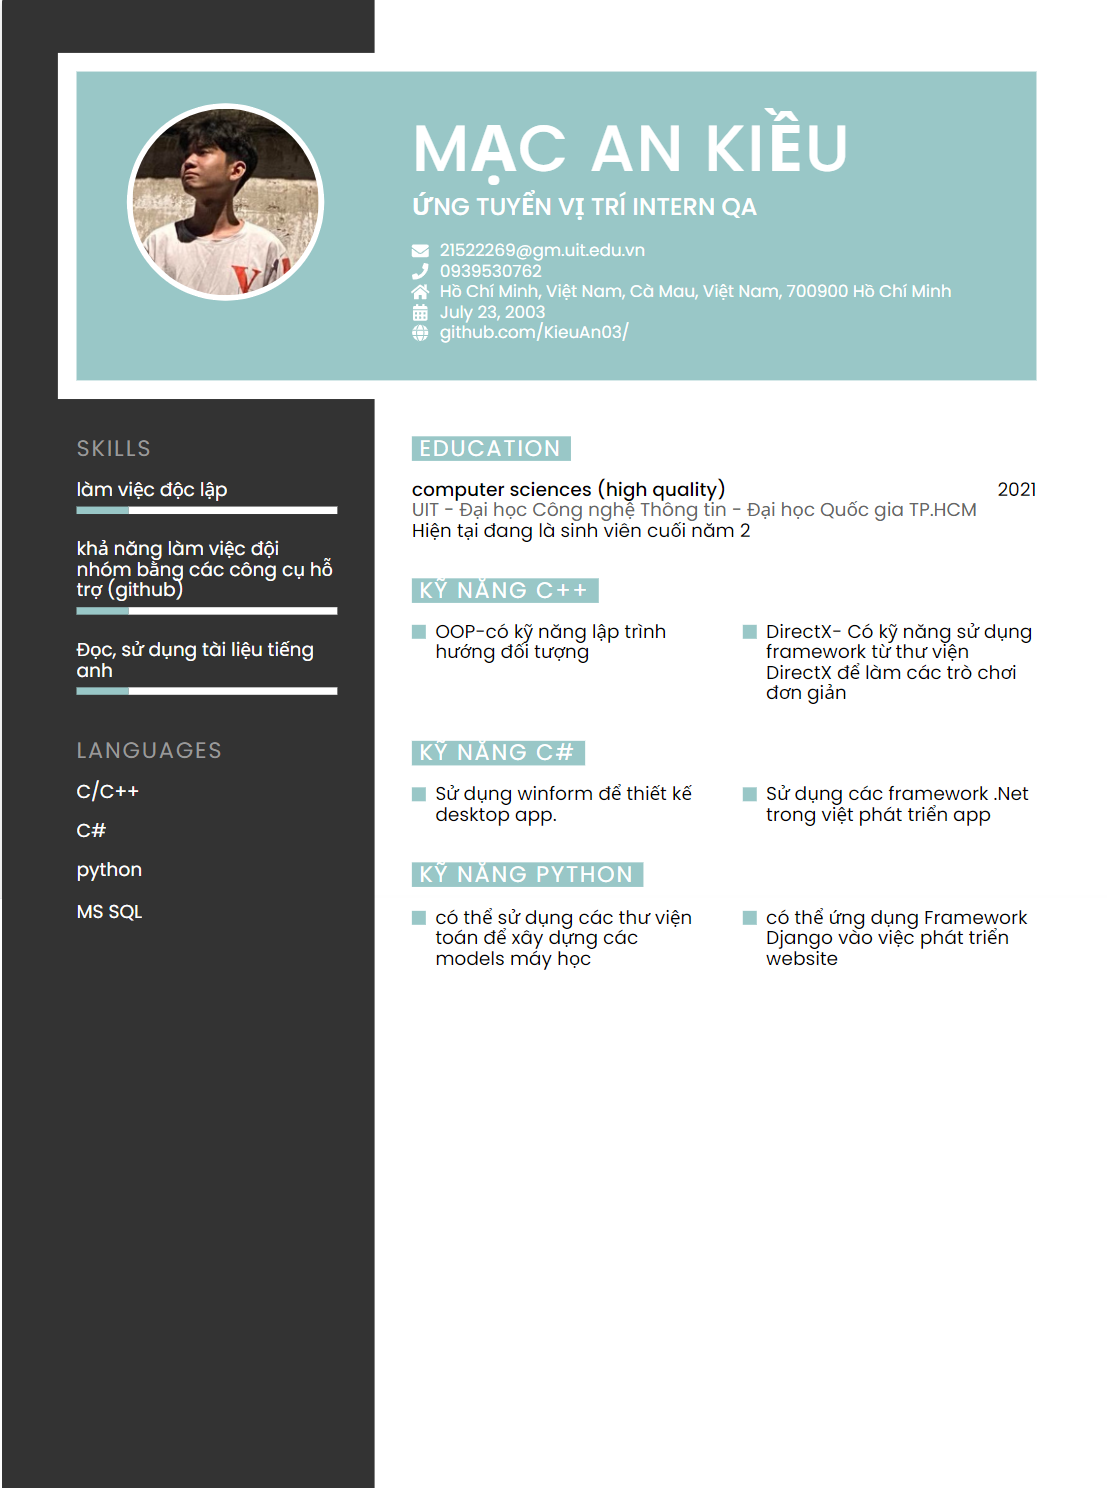 MẠC AN KIỀU
ỨNG TUYỂN VỊ TRÍ INTERN QA
21522269@gm.uit.edu.vn
0939530762
Hồ Chí Minh, Việt Nam, Cà Mau, Việt Nam, 700900 Hồ Chí Minh
July 23, 2003
github.com/KieuAn03/
SKILLS
làm việc độc lập
khả năng làm việc đội
nhóm bằng các công cụ hỗ
trợ (github)
Đọc, sử dụng tài liệu tiếng
anh
LANGUAGES
C/C++
C#
python
MS SQL
EDUCATION
computer sciences (high quality) 2021
UIT - Đại học Công nghệ Thông tin - Đại học Quốc gia TP.HCM
Hiện tại đang là sinh viên cuối năm 2
KỸ NĂNG C++
OOP-có kỹ năng lập trình
hướng đối tượng
DirectX- Có kỹ năng sử dụng
framework từ thư viện
DirectX để làm các trò chơi
đơn giản
KỸ NĂNG C#
Sử dụng winform để thiết kế
desktop app.
Sử dụng các framework .Net
trong việt phát triển app
KỸ NĂNG PYTHON
có thể sử dụng các thư viện
toán để xây dựng các
models máy học
có thể ứng dụng Framework
Django vào việc phát triển
website